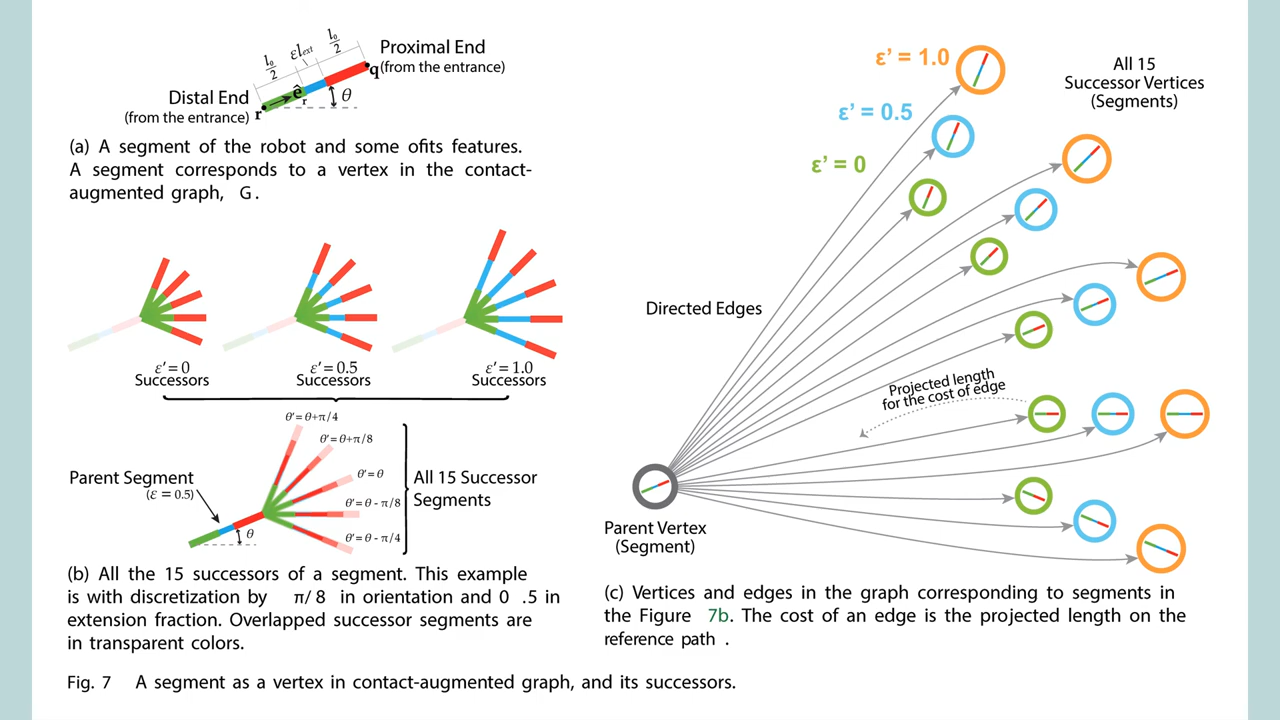 l₀/2
εl_ext
l₀/2
Proximal End
q(from the entrance)
Distal End
(from the entrance)
r
ê_r
θ
(a) A segment of the robot and some ofits features.
A segment corresponds to a vertex in the contact-
augmented graph, G.
ε′ = 0
Successors
ε′ = 0.5
Successors
ε′ = 1.0
Successors
θ′ = θ+π/4
θ′ = θ+π/8
θ′ = θ
θ′ = θ - π/8
θ′ = θ - π/4
Parent Segment
(ε = 0.5)
θ
All 15 Successor
Segments
(b) All the 15 successors of a segment. This example
is with discretization by π/ 8 in orientation and 0 .5 in
extension fraction. Overlapped successor segments are
in transparent colors.
ε' = 1.0
ε' = 0.5
ε' = 0
All 15
Successor Vertices
(Segments)
Directed Edges
Projected length
for the cost of edge
Parent Vertex
(Segment)
(c) Vertices and edges in the graph corresponding to segments in
the Figure 7b. The cost of an edge is the projected length on the
reference path .
Fig. 7 A segment as a vertex in contact-augmented graph, and its successors.